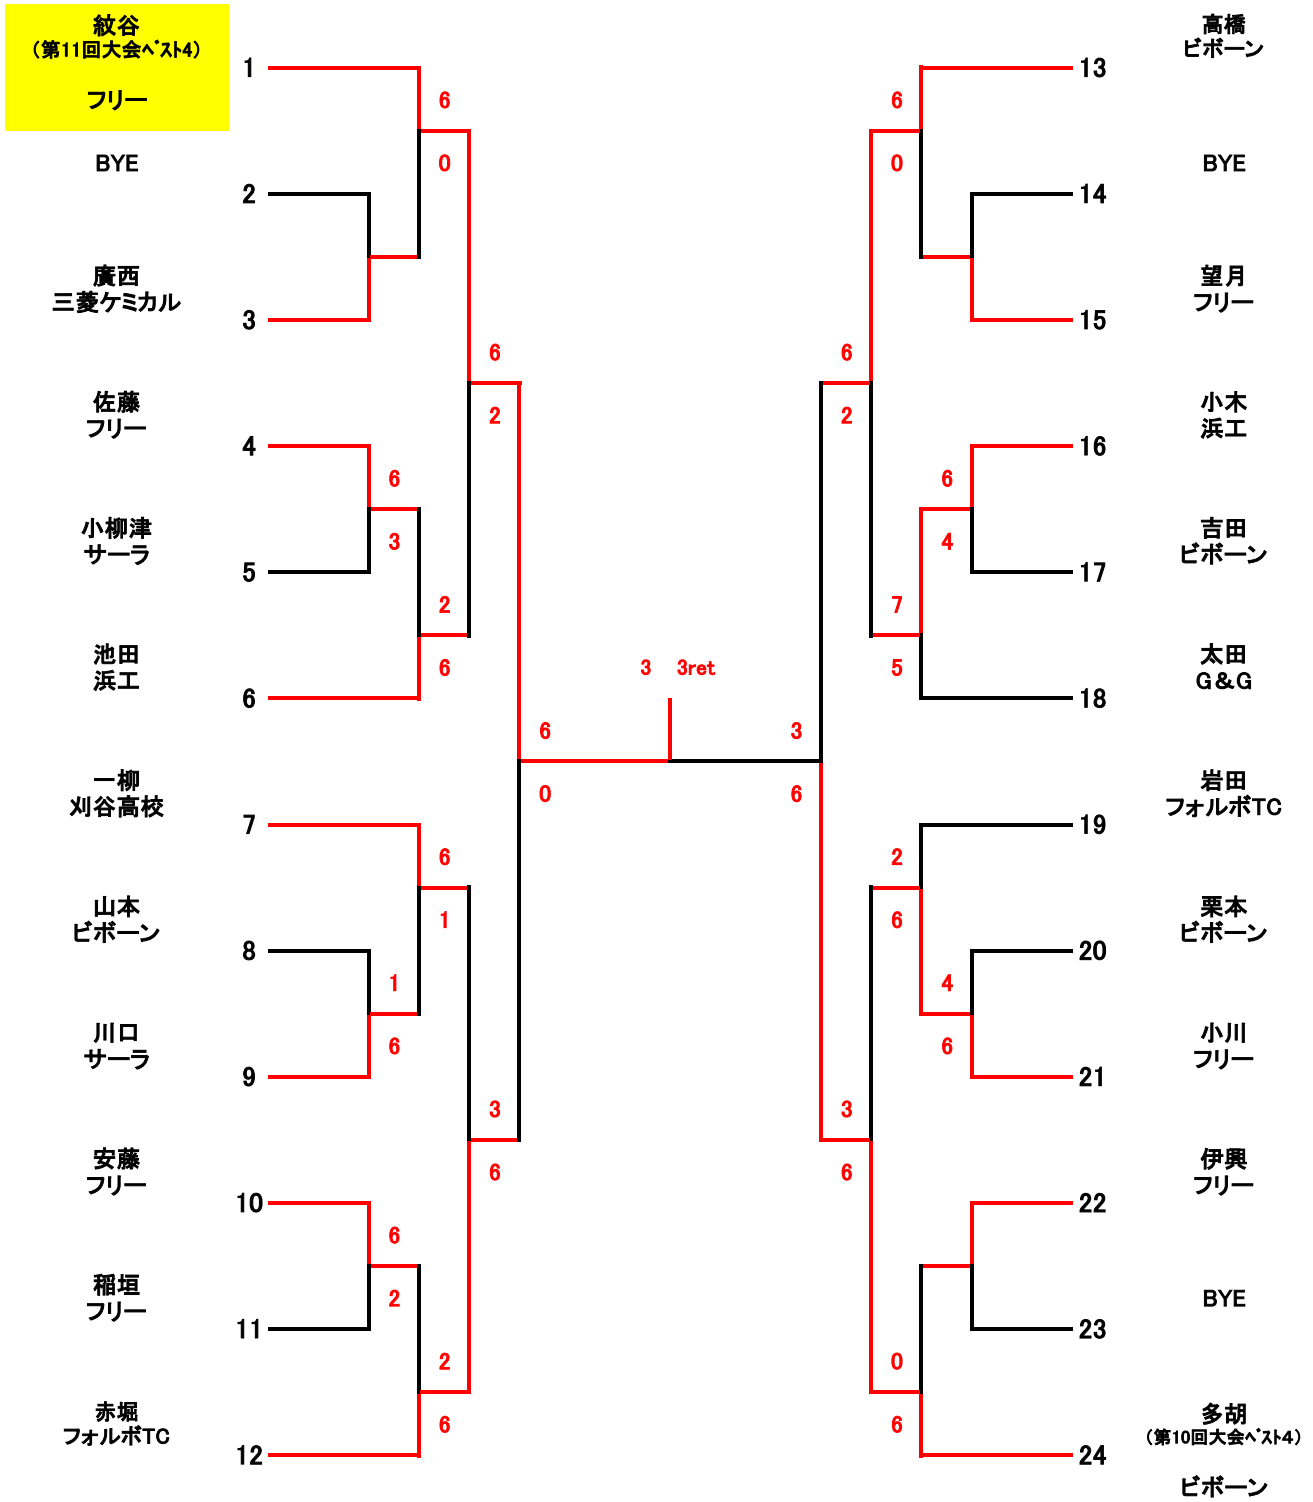 紋谷
（第11回大会ﾍﾞｽﾄ4）
フリー
1
BYE
2
廣西
三菱ケミカル
3
佐藤
フリー
4
小柳津
サーラ
5
池田
浜工
6
一柳
刈谷高校
7
山本
ビボーン
8
川口
サーラ
9
安藤
フリー
10
稲垣
フリー
11
赤堀
フォルボTC
12
6
0
6
3
2
6
6
1
1
6
6
2
2
6
6
2
3
6
6
0
3 3ret
3
6
6
2
3
6
6
0
7
5
6
4
2
6
4
6
0
6
高橋
ビボーン
13
BYE
14
望月
フリー
15
小木
浜工
16
吉田
ビボーン
17
太田
G＆G
18
岩田
フォルボTC
19
栗本
ビボーン
20
小川
フリー
21
伊興
フリー
22
BYE
23
多胡
（第10回大会ﾍﾞｽﾄ4）
ビボーン
24